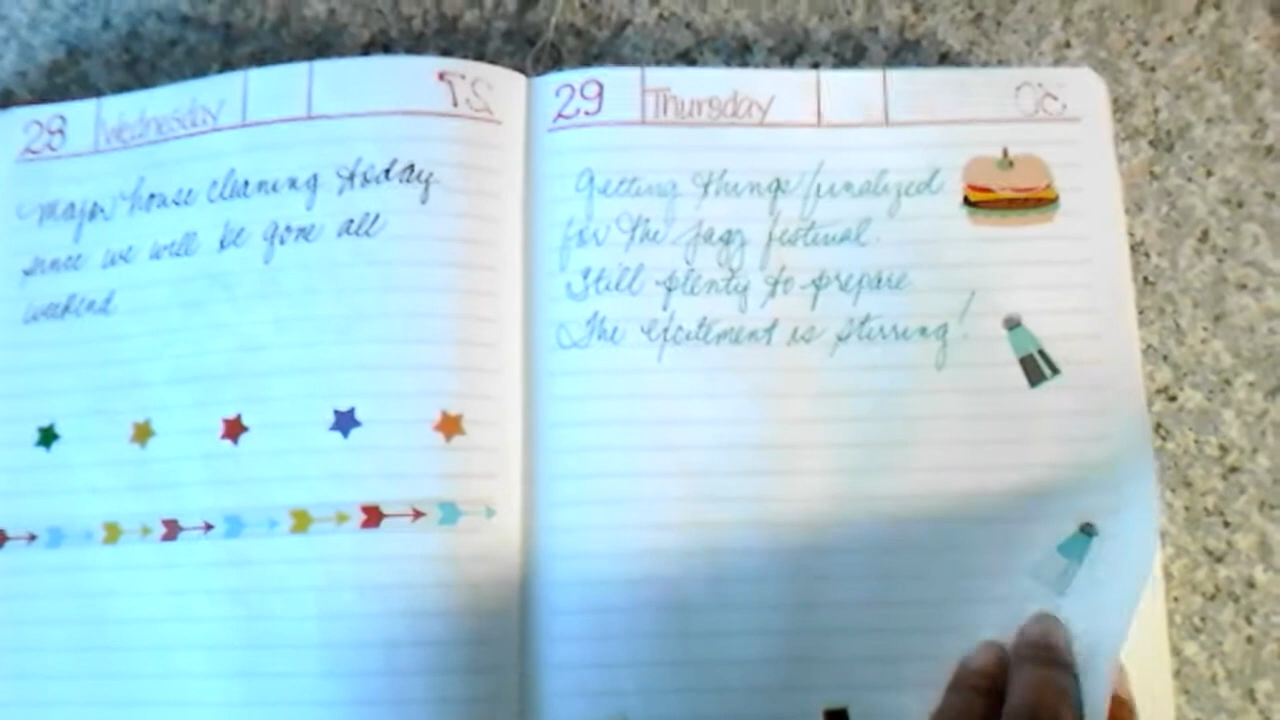 28 Wednesday
major house cleaning today
since we will be gone all
weekend
29 Thursday
Getting things finalized
for the Jazz festival.
Still plenty to prepare
The excitement is stirring!